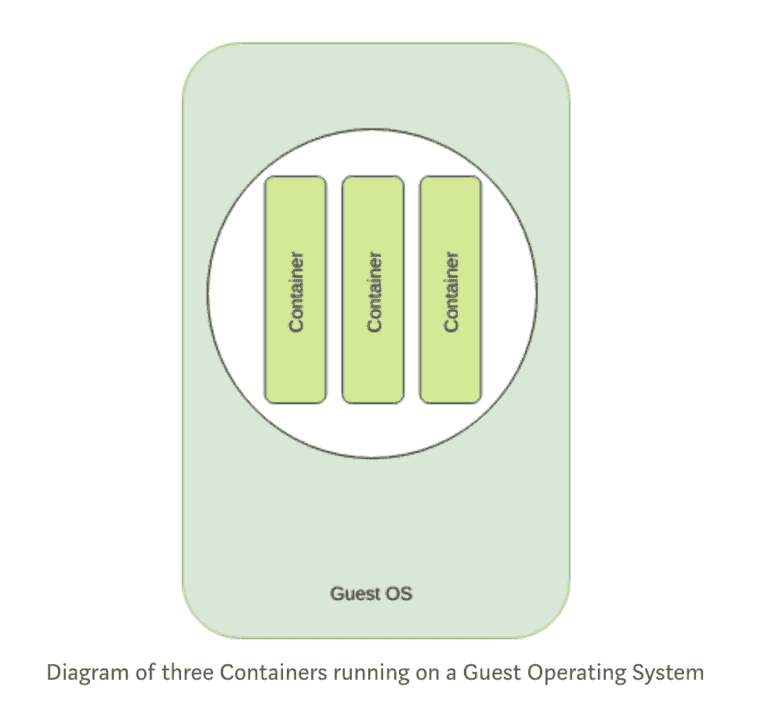 Container
Container
Container
Guest OS
Diagram of three Containers running on a Guest Operating System